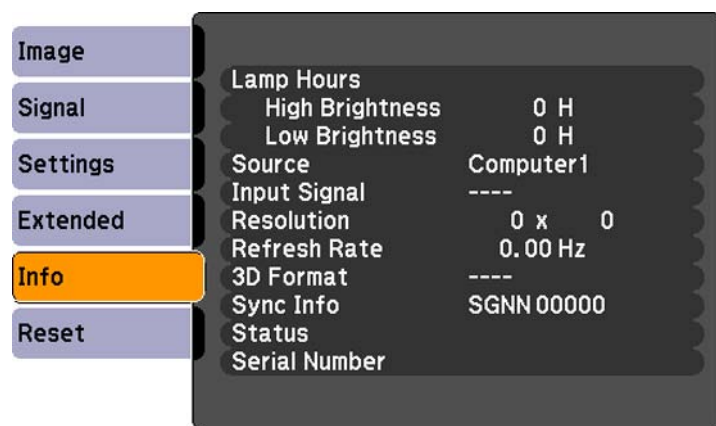 Image
Signal
Settings
Extended
Info
Reset
Lamp Hours
High Brightness 0 H
Low Brightness 0 H
Source Computer1
Input Signal ----
Resolution 0 x 0
Refresh Rate 0.00 Hz
3D Format ----
Sync Info SGNN 00000
Status
Serial Number